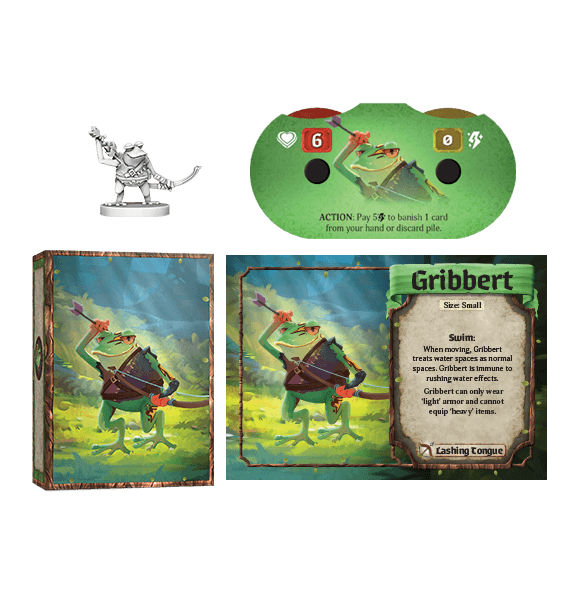 6
0
ACTION: Pay 5 to banish 1 card
from your hand or discard pile.
Gribbert
Size: Small
Swim:
When moving, Gribbert
treats water spaces as normal
spaces. Gribbert is immune to
rushing water effects.
Gribbert can only wear
'light' armor and cannot
equip 'heavy' items.
Lashing Tongue